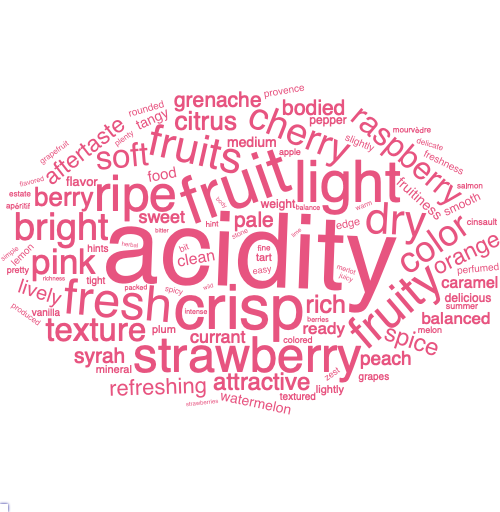 provence
rounded
grenache
bodied
tangy
citrus
cherry
pepper
raspberry
mourvèdre
grapefruit
aftertaste
plenty
fruits
medium
slightly
delicate
soft
apple
freshness
flavored
flavor
food
fruit
light
fruitiness
salmon
estate
berry
ripe
body
weight
balance
warm
smooth
apéritif
sweet
pale
edge
dry
cinsault
bright
hint
acidity
color
orange
simple
lemon
hints
herbal
bitter
bit
stone
fine
lime
tart
clean
easy
merlot
juicy
perfumed
pretty
pink
richness
tight
packed
spicy
wild
caramel
lively
fresh
crisp
rich
fruity
delicious
summer
produced
vanilla
intense
berries
balanced
texture
plum
currant
colored
ready
spice
melon
syrah
strawberry
peach
mineral
zest
grapes
refreshing
attractive
lightly
textured
strawberries
watermelon